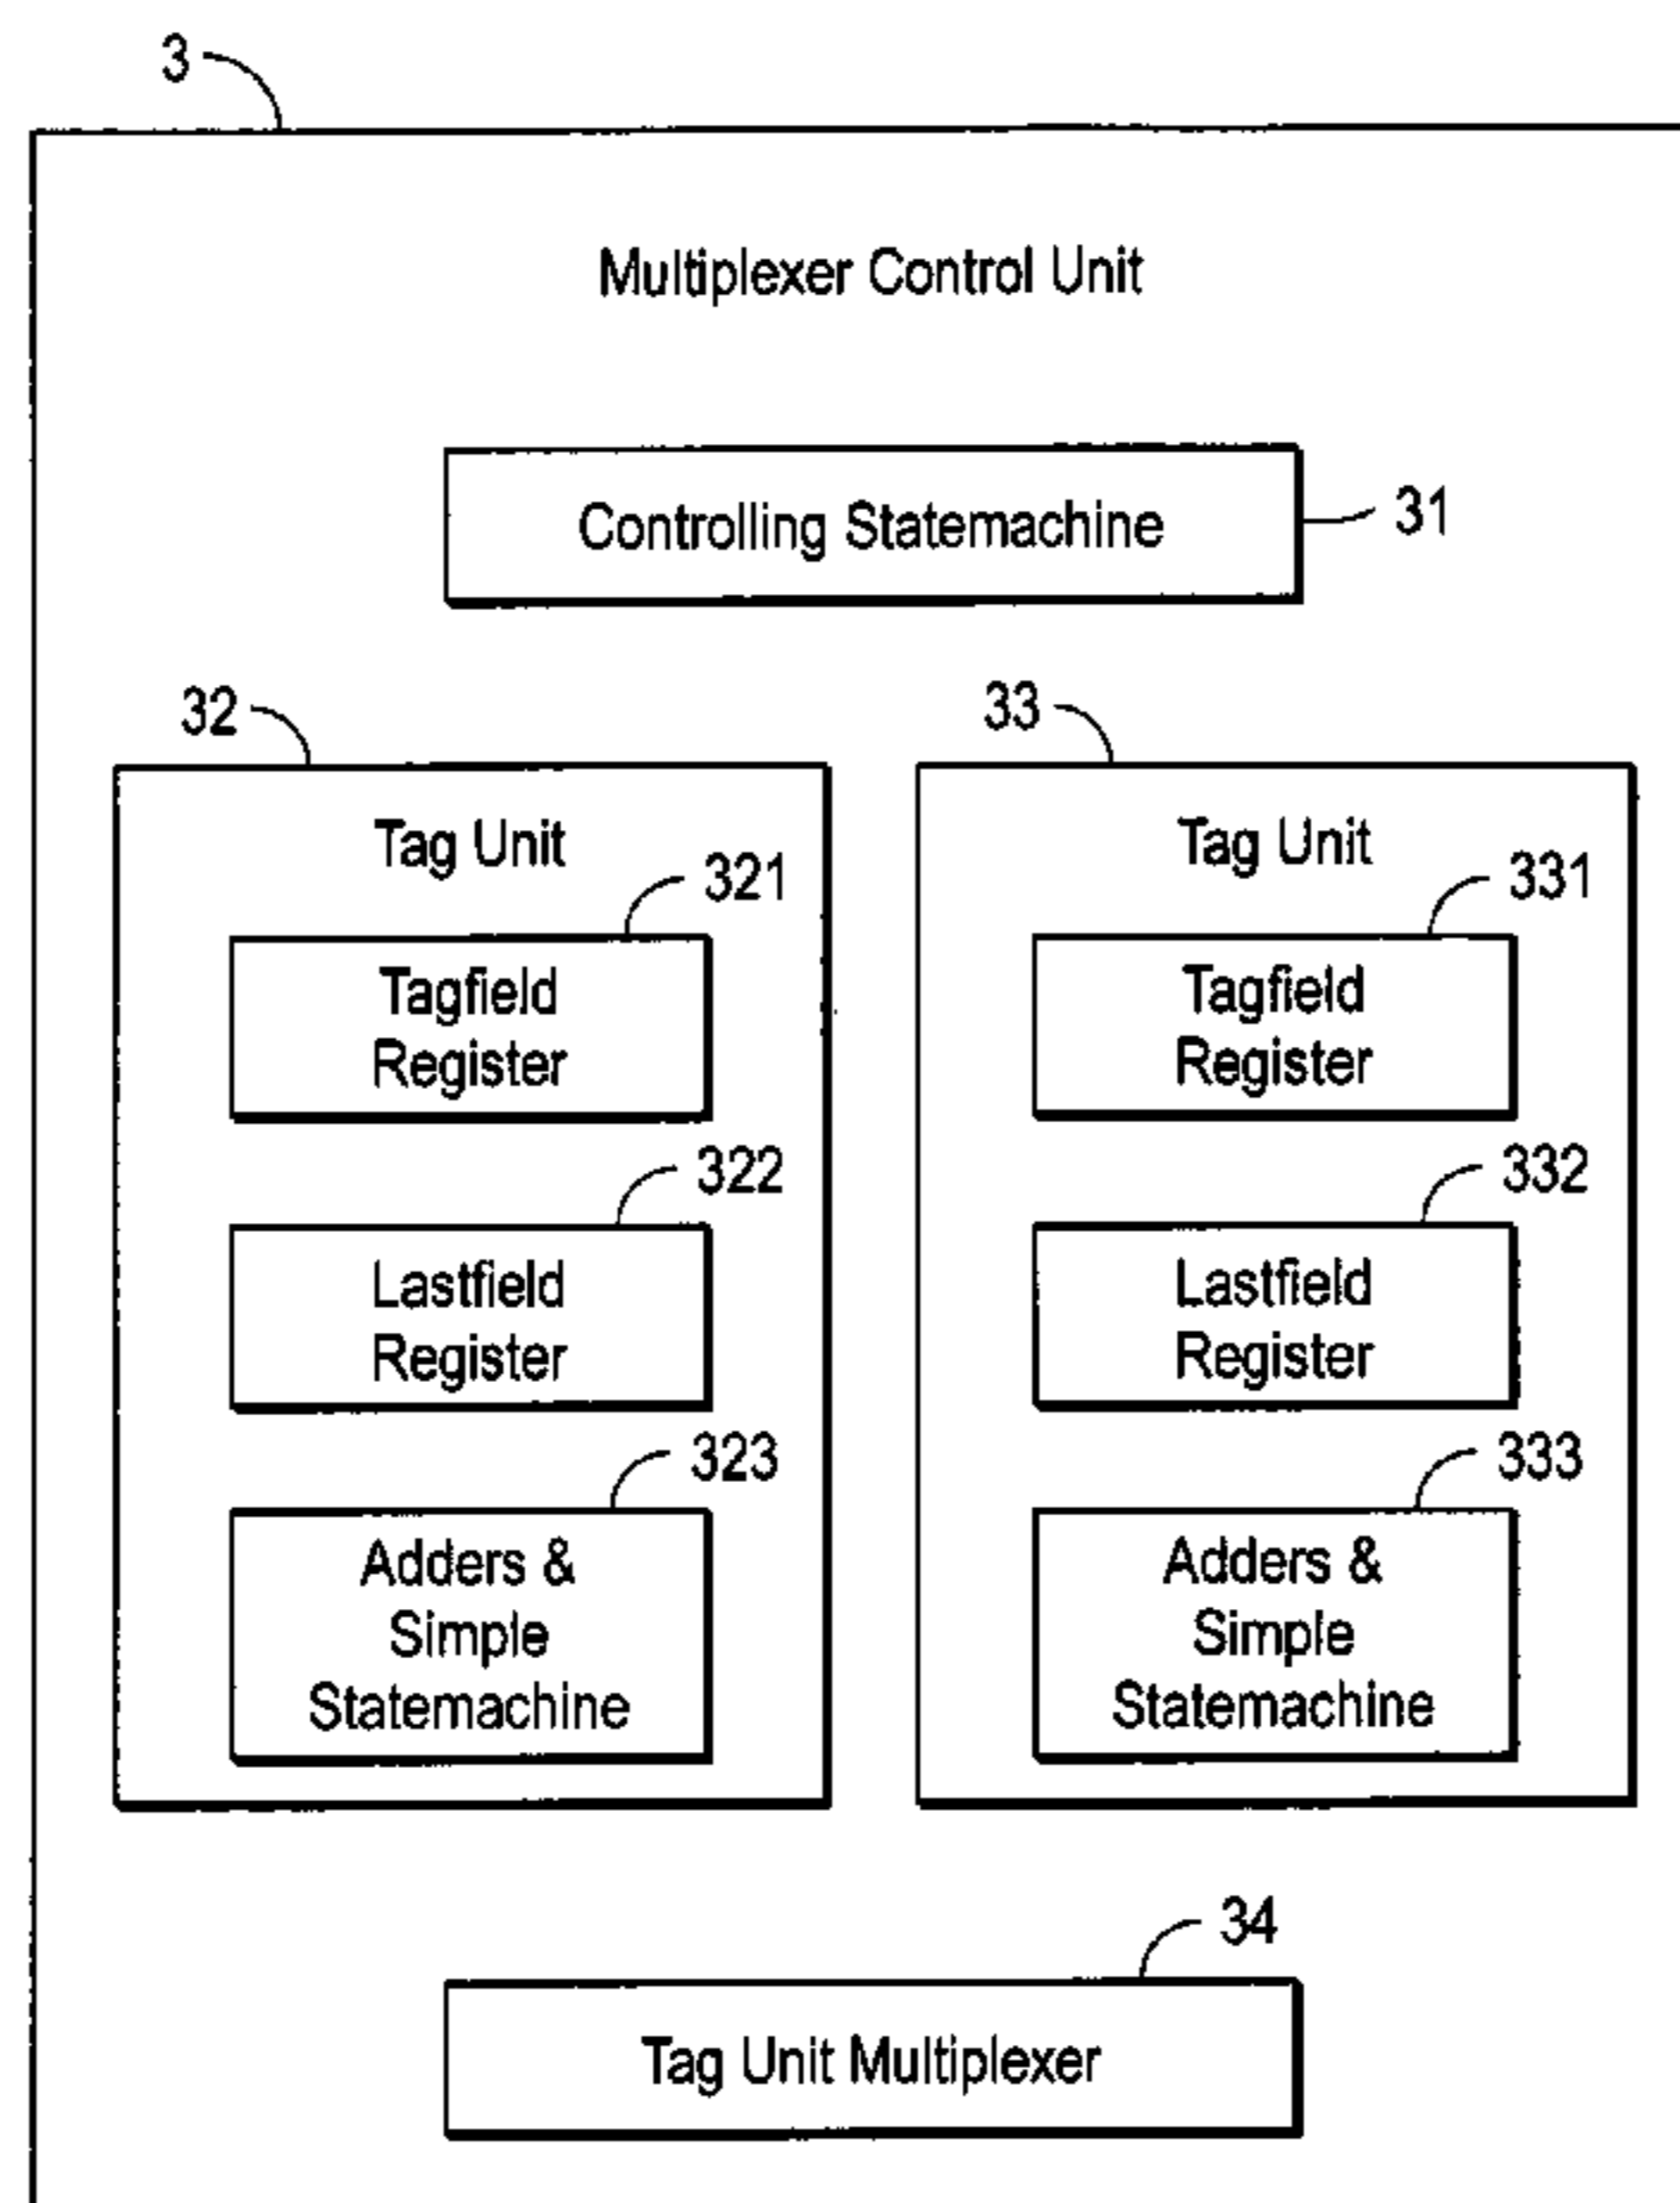 3
Multiplexer Control Unit
Controlling Statemachine
31
32
Tag Unit
321
Tagfield
Register
322
Lastfield
Register
323
Adders &
Simple
Statemachine
33
Tag Unit
331
Tagfield
Register
332
Lastfield
Register
333
Adders &
Simple
Statemachine
34
Tag Unit Multiplexer